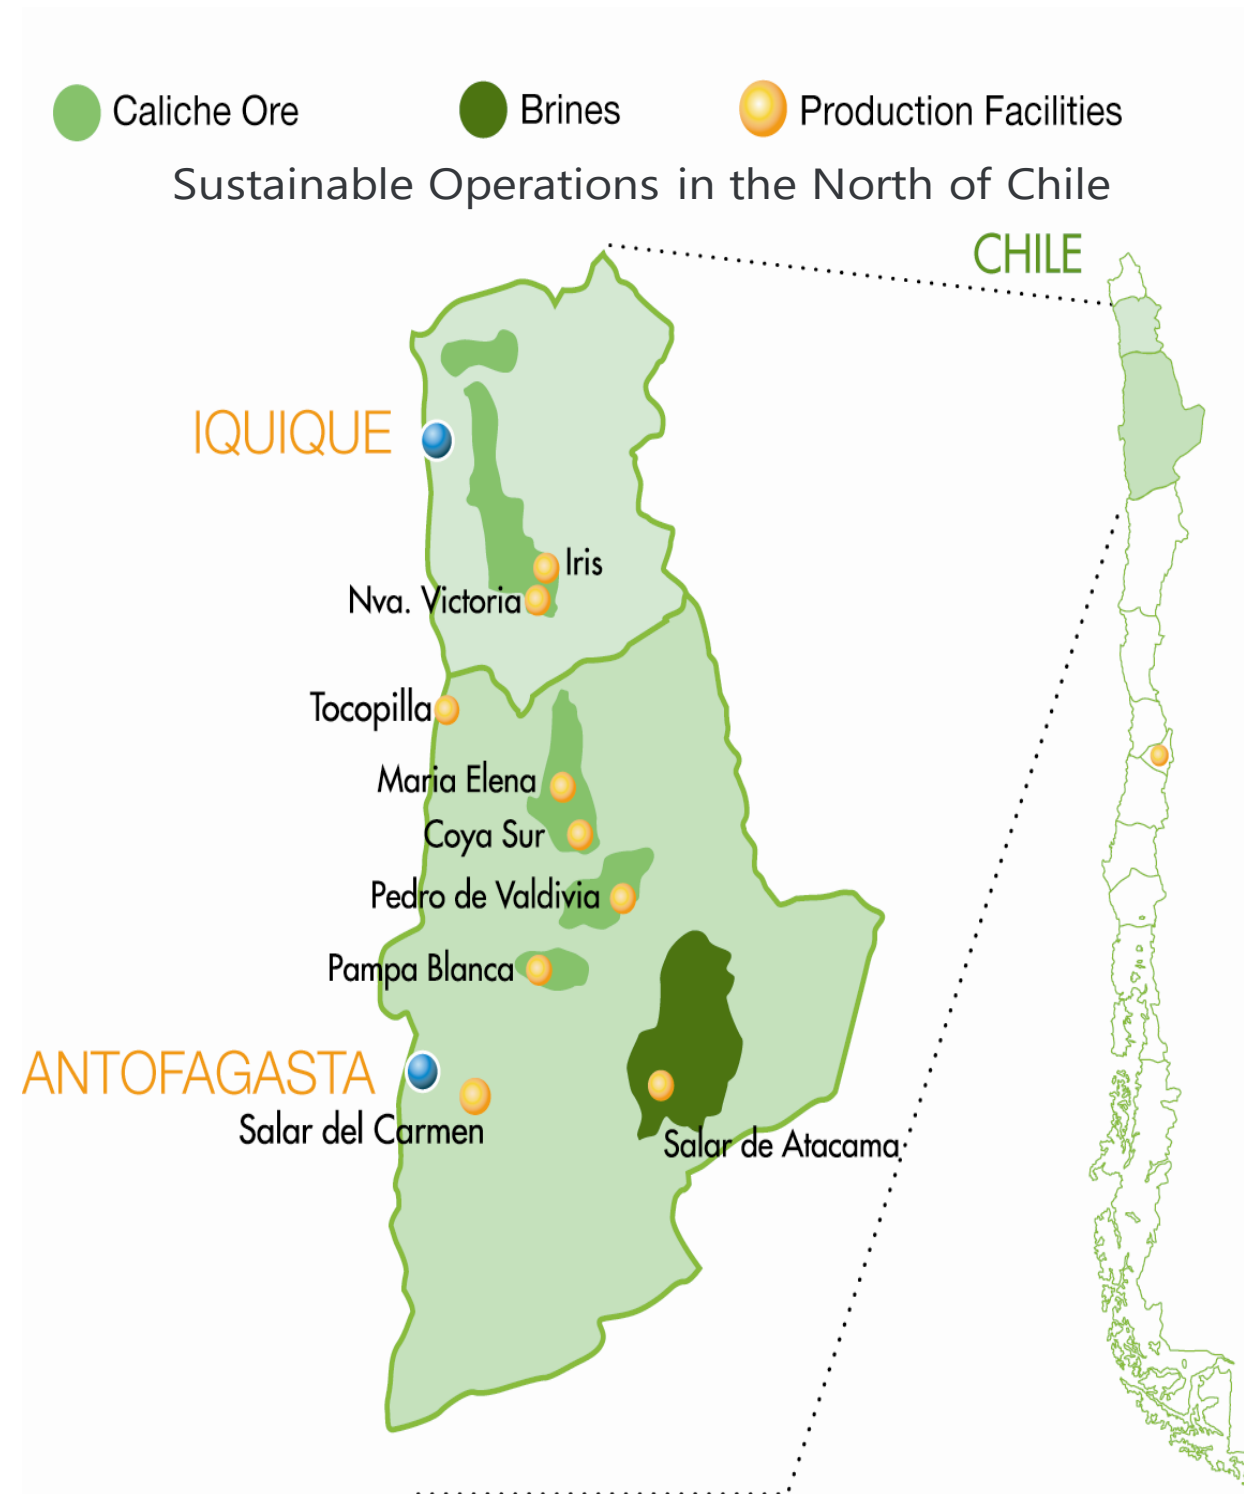 Caliche Ore
Brines
Production Facilities
Sustainable Operations in the North of Chile
CHILE
IQUIQUE
Iris
Nva. Victoria
Tocopilla
Maria Elena
Coya Sur
Pedro de Valdivia
Pampa Blanca
ANTOFAGASTA
Salar del Carmen
Salar de Atacama